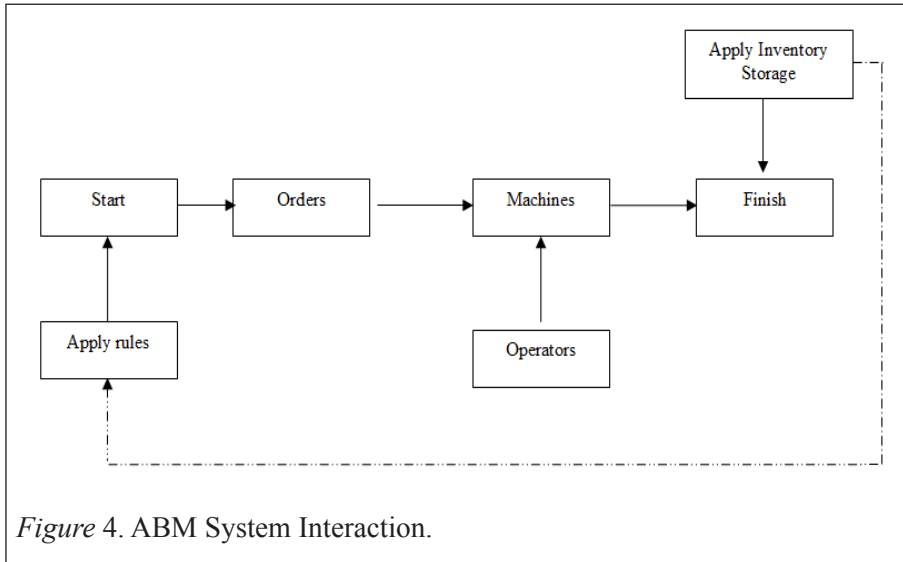 Apply Inventory
Storage
Start
Orders
Machines
Finish
Apply rules
Operators
Figure 4. ABM System Interaction.